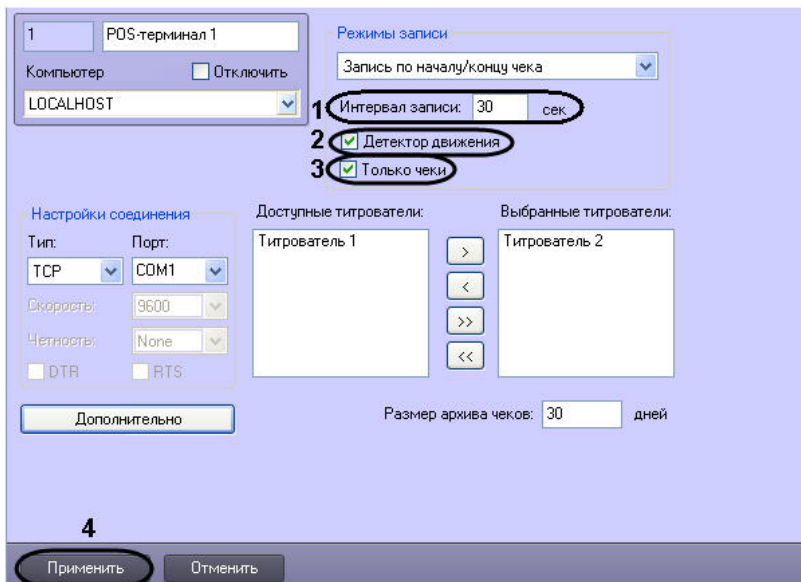 1 POS-терминал 1
Компьютер Отключить
LOCALHOST
Режимы записи
Запись по началу/концу чека
1 Интервал записи: 30 сек
2 Детектор движения
3 Только чеки
Настройки соединения
Тип: Порт:
TCP COM1
Скорость: 9600
Четность: None
DTR RTS
Дополнительно
Доступные титрователи:
Титрователь 1
>
<
>>
<<
Выбранные титрователи:
Титрователь 2
Размер архива чеков: 30 дней
4
Применить Отменить